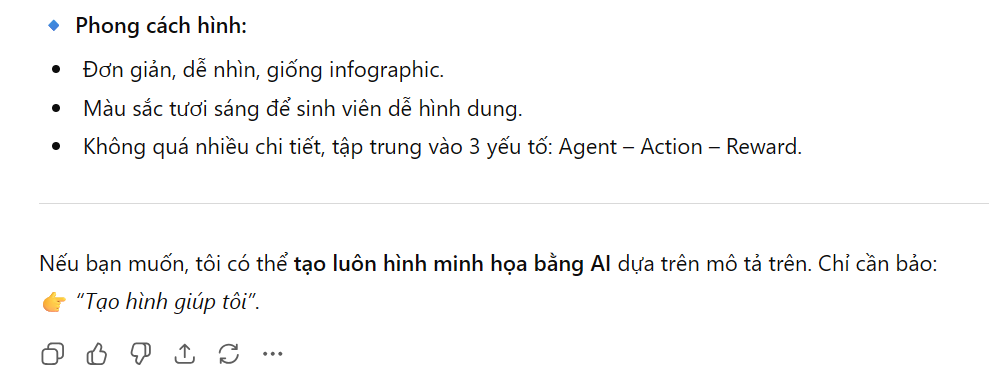 🔹 Phong cách hình:
• Đơn giản, dễ nhìn, giống infographic.
• Màu sắc tươi sáng để sinh viên dễ hình dung.
• Không quá nhiều chi tiết, tập trung vào 3 yếu tố: Agent – Action – Reward.
Nếu bạn muốn, tôi có thể tạo luôn hình minh họa bằng AI dựa trên mô tả trên. Chỉ cần bảo:
👉 “Tạo hình giúp tôi”.